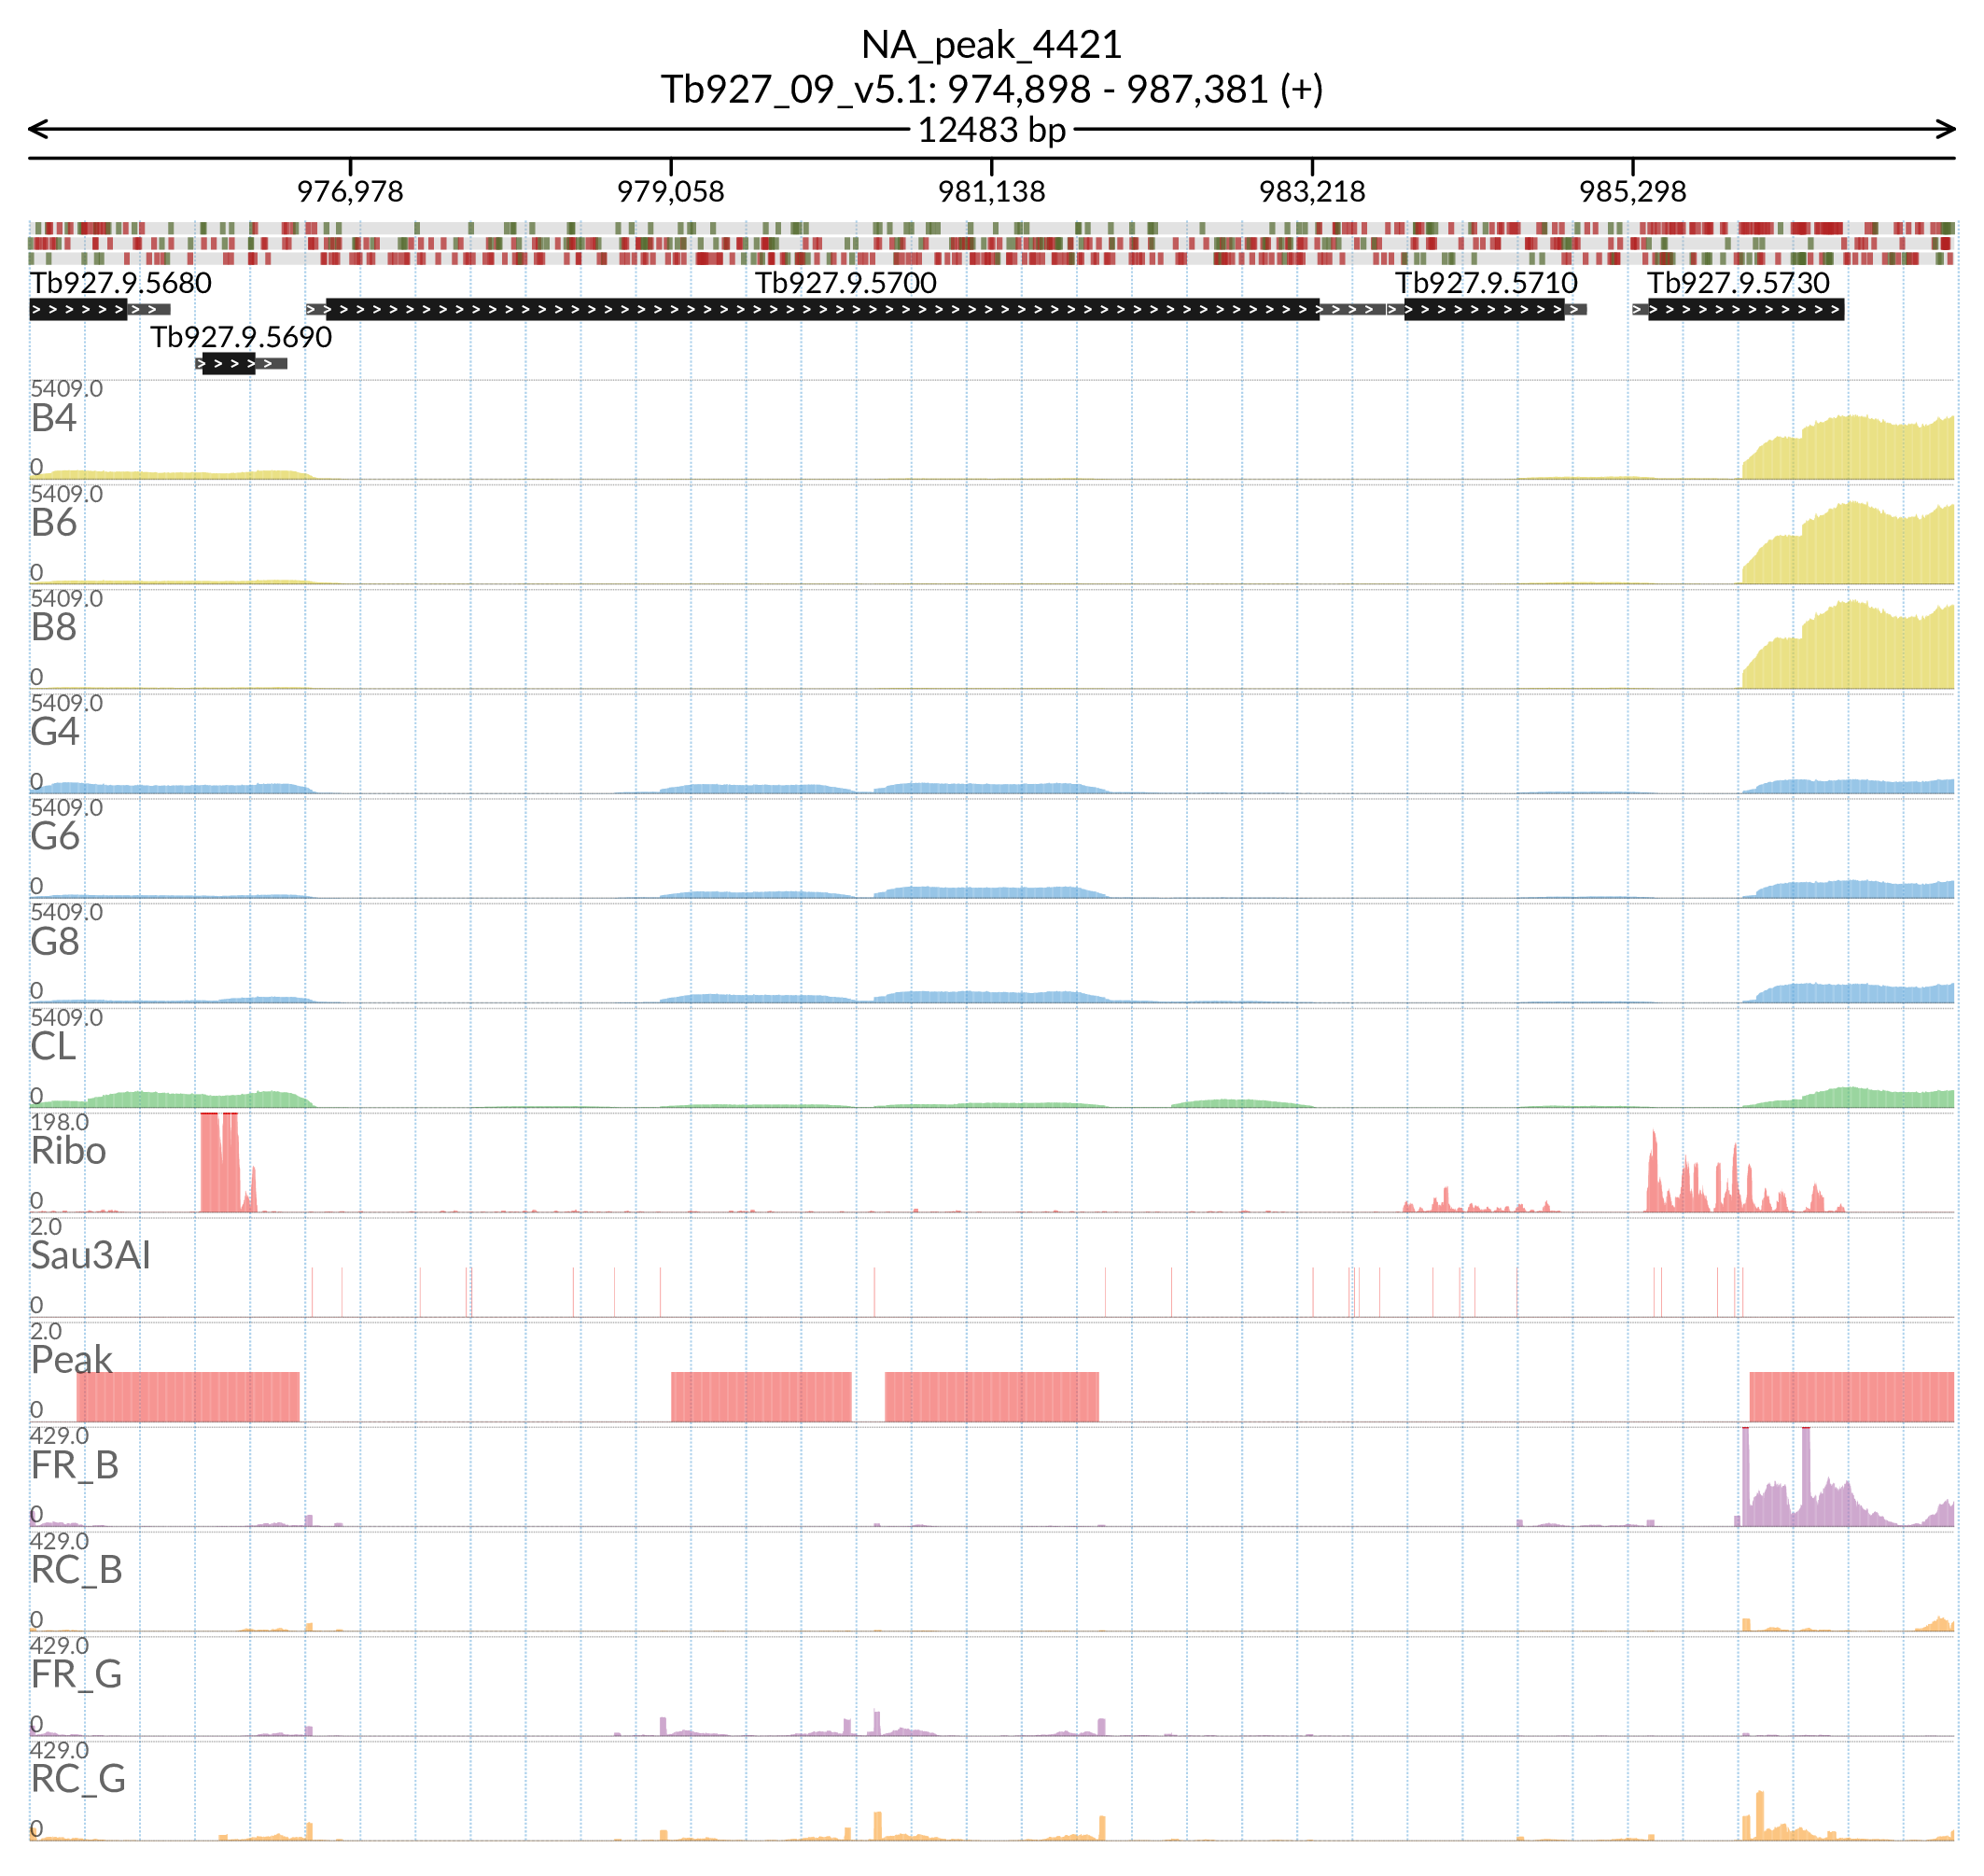 NA_peak_4421
Tb927_09_v5.1: 974,898 - 987,381 (+)
12483 bp
976,978 979,058 981,138 983,218 985,298
Tb927.9.5680 Tb927.9.5700 Tb927.9.5710 Tb927.9.5730
Tb927.9.5690
5409.0
B4
0
5409.0
B6
0
5409.0
B8
0
5409.0
G4
0
5409.0
G6
0
5409.0
G8
0
5409.0
CL
0
198.0
Ribo
0
2.0
Sau3AI
0
2.0
Peak
0
429.0
FR_B
0
429.0
RC_B
0
429.0
FR_G
0
429.0
RC_G
0